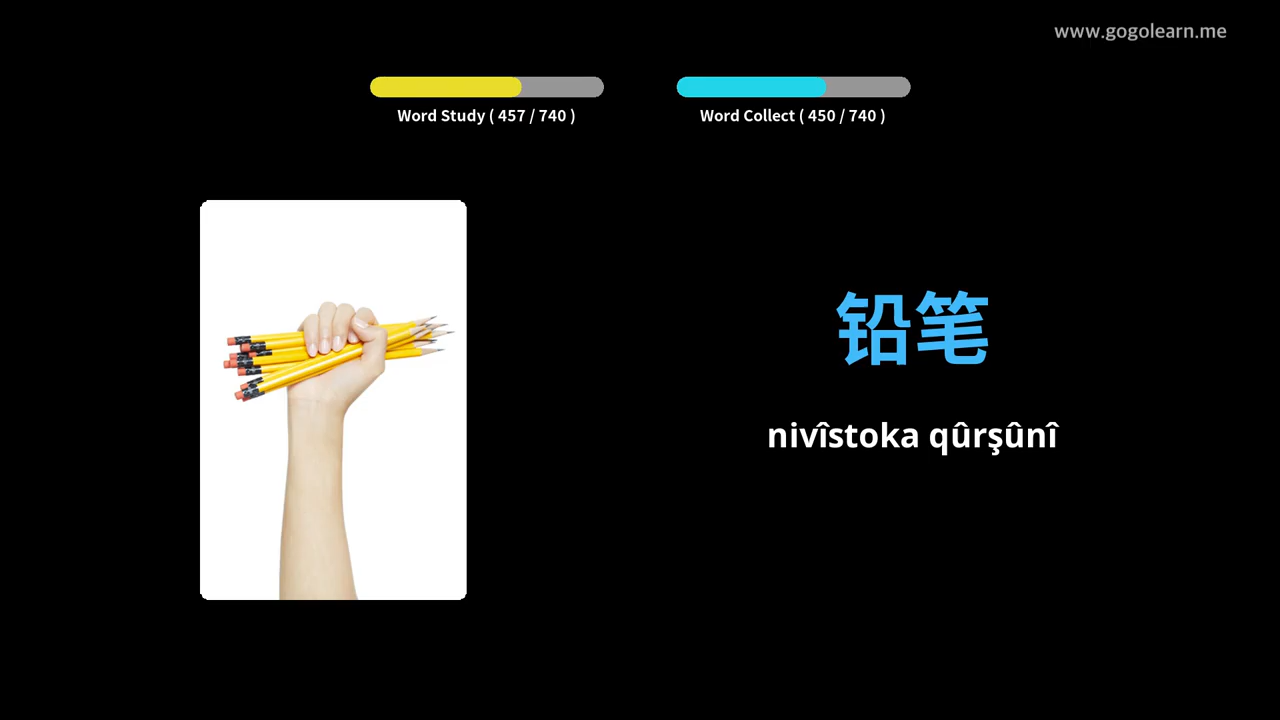 www.gogolearn.me
Word Study ( 457 / 740 )
Word Collect ( 450 / 740 )
铅笔
nivîstoka qûrşûnî